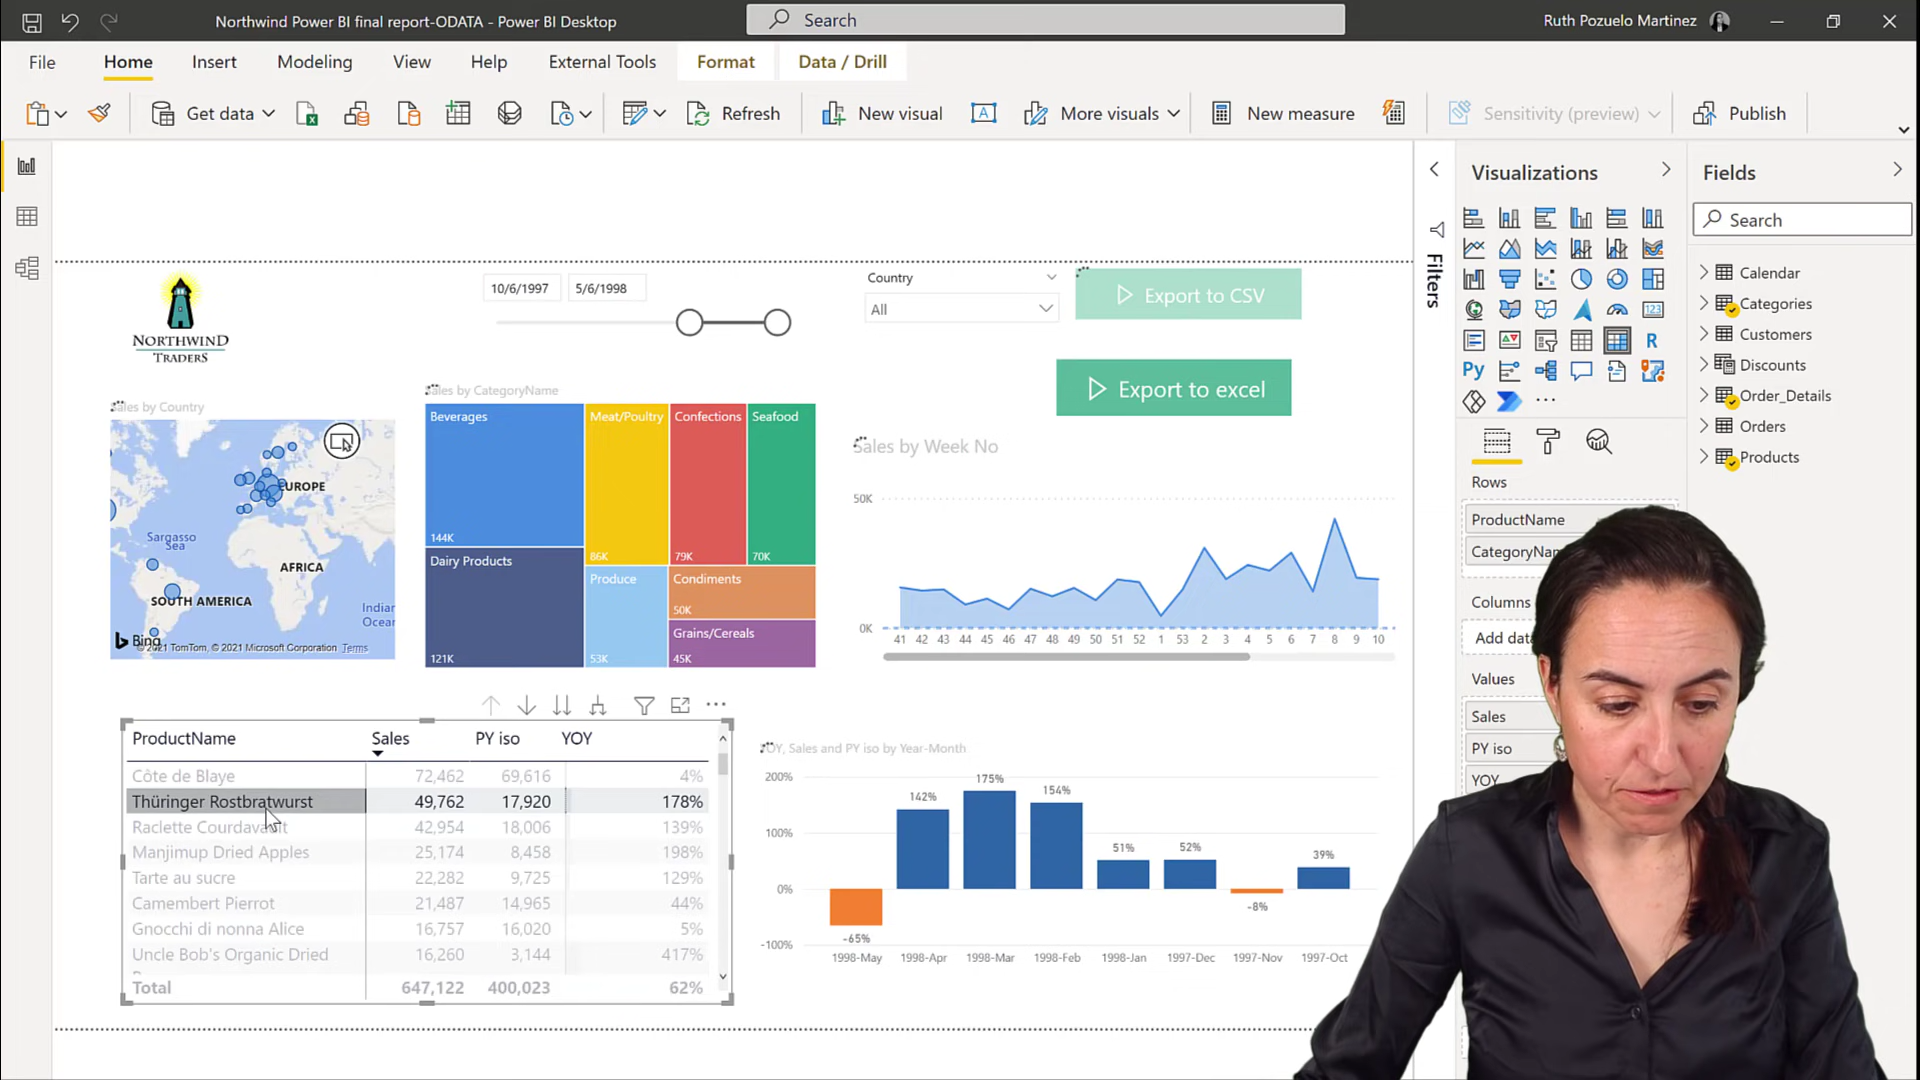 Northwind Power BI final report-ODATA - Power BI Desktop
Search
Ruth Pozuelo Martinez
File Home Insert Modeling View Help External Tools Format Data / Drill
Get data Refresh New visual A More visuals New measure Sensitivity (preview) Publish
Visualizations
Fields
Search
Filters
NORTHWIND
TRADERS
10/6/1997 5/6/1998
Country
All
Export to CSV
Export to excel
Sales by Country
EUROPE
Sargasso
Sea
AFRICA
SOUTH AMERICA
Indian
Ocean
Bing
© 2021 TomTom, © 2021 Microsoft Corporation Terms
Sales by CategoryName
Beverages Meat/Poultry Confections Seafood
144K 86K 79K 70K
Dairy Products Produce Condiments
50K
Grains/Cereals
121K 53K 45K
Sales by Week No
50K
0K
41 42 43 44 45 46 47 48 49 50 51 52 1 53 2 3 4 5 6 7 8 9 10
ProductName Sales PY iso YOY
Côte de Blaye 72,462 69,616 4%
Thüringer Rostbratwurst 49,762 17,920 178%
Raclette Courdavault 42,954 18,006 139%
Manjimup Dried Apples 25,174 8,458 198%
Tarte au sucre 22,282 9,725 129%
Camembert Pierrot 21,487 14,965 44%
Gnocchi di nonna Alice 16,757 16,020 5%
Uncle Bob's Organic Dried 16,260 3,144 417%
Total 647,122 400,023 62%
YOY, Sales and PY iso by Year-Month
200%
100%
0%
-100%
-65% 142% 175% 154% 51% 52% -8% 39%
1998-May 1998-Apr 1998-Mar 1998-Feb 1998-Jan 1997-Dec 1997-Nov 1997-Oct
R
Py
123
Rows
ProductName
CategoryNam
Columns
Add data
Values
Sales
PY iso
YOY
Calendar
Categories
Customers
Discounts
Order_Details
Orders
Products